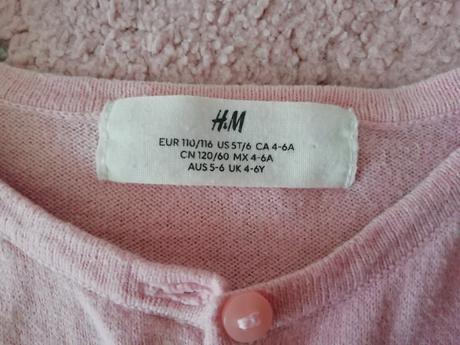 H&M
EUR 110/116 US 5T/6 CA 4-6A
CN 120/60 MX 4-6A
AUS 5-6 UK 4-6Y